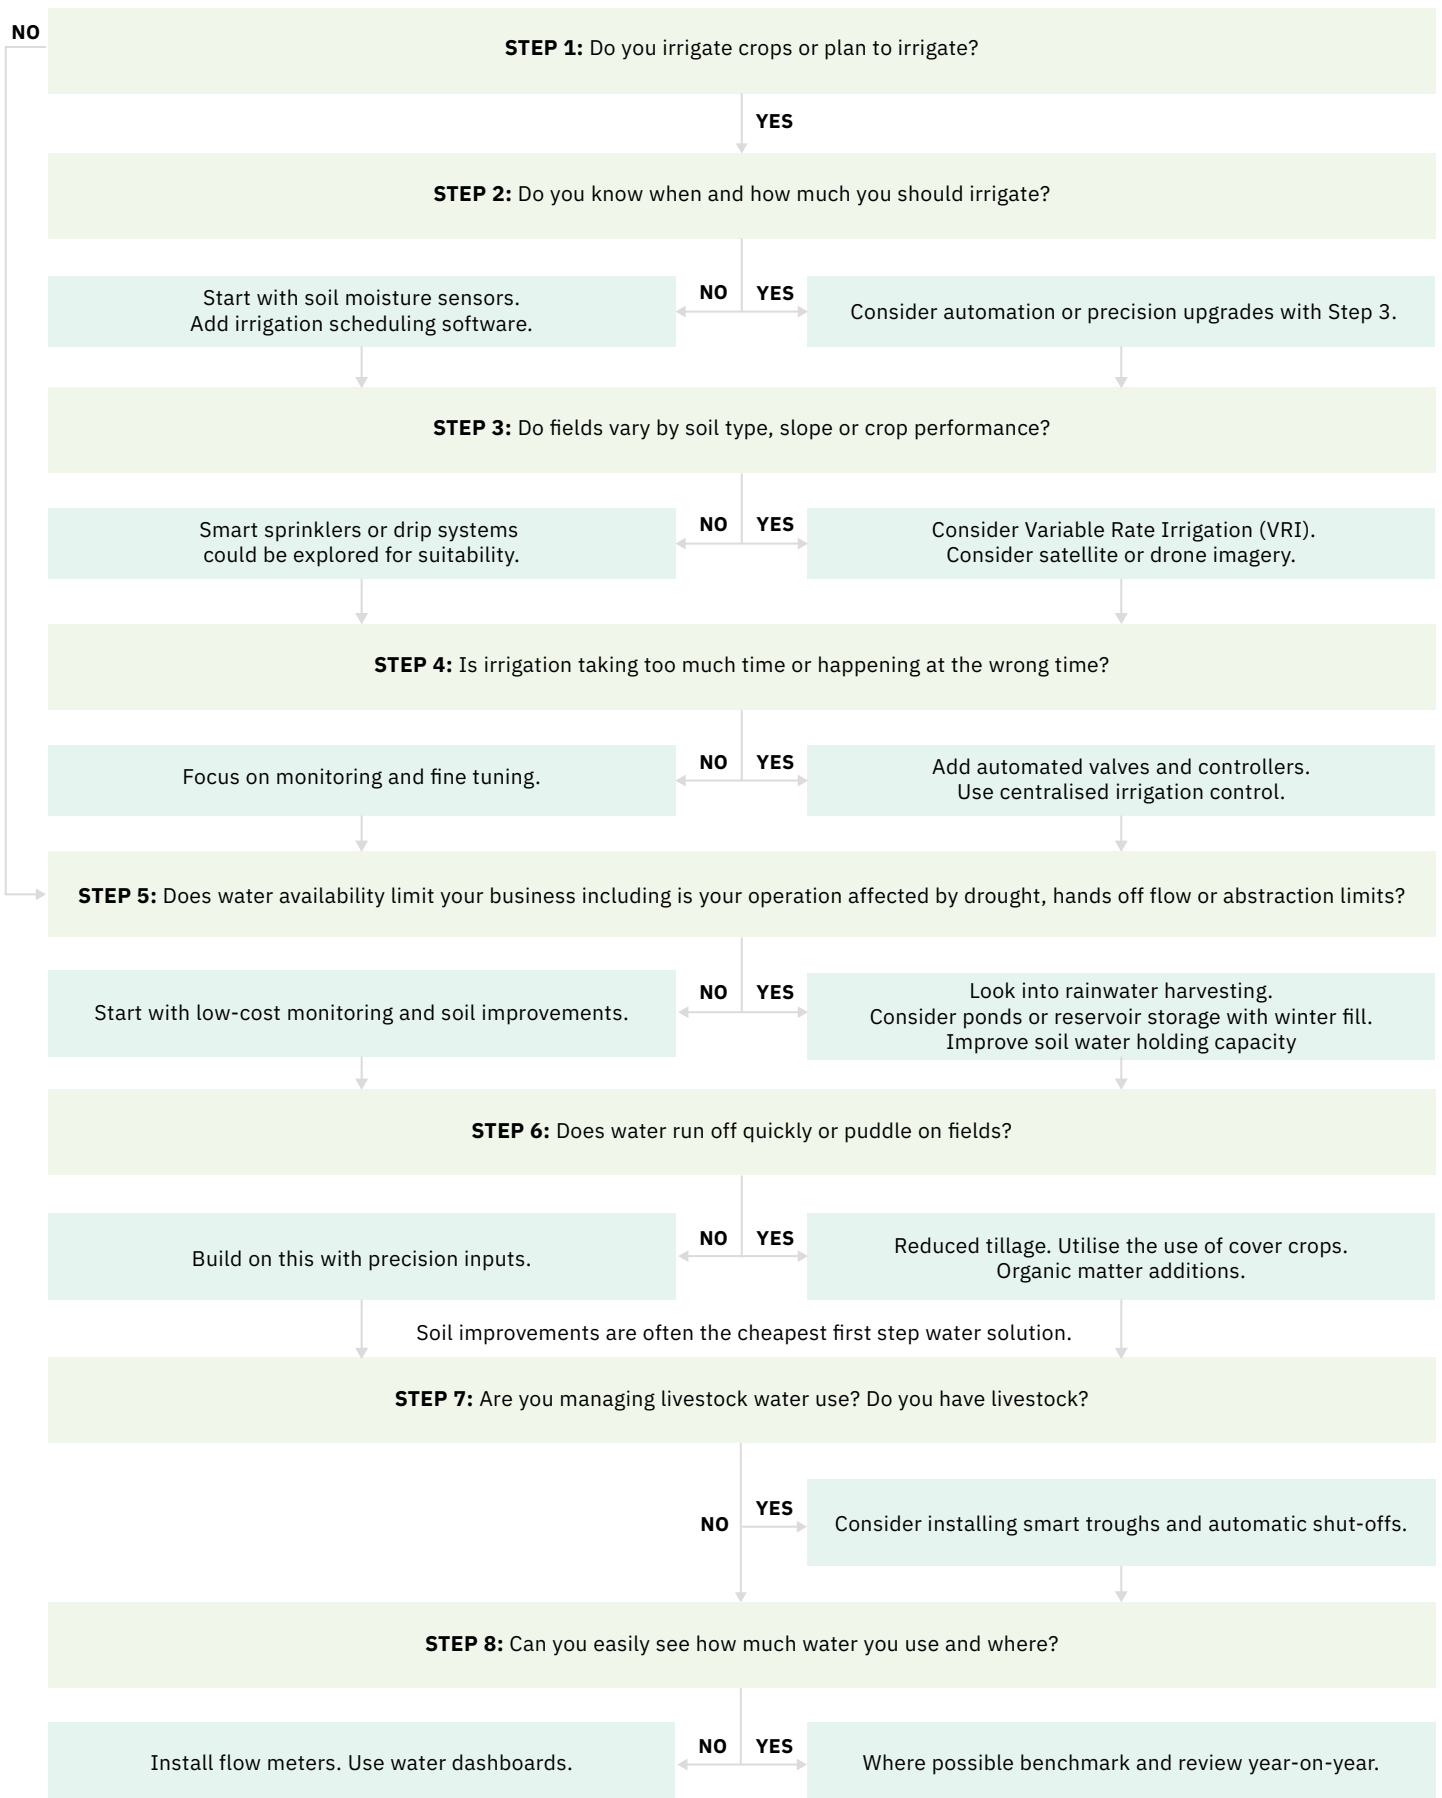 NO
STEP 1: Do you irrigate crops or plan to irrigate?
YES
STEP 2: Do you know when and how much you should irrigate?
NO
YES
Start with soil moisture sensors.
Add irrigation scheduling software.
Consider automation or precision upgrades with Step 3.
STEP 3: Do fields vary by soil type, slope or crop performance?
NO
YES
Smart sprinklers or drip systems
could be explored for suitability.
Consider Variable Rate Irrigation (VRI).
Consider satellite or drone imagery.
STEP 4: Is irrigation taking too much time or happening at the wrong time?
NO
YES
Focus on monitoring and fine tuning.
Add automated valves and controllers.
Use centralised irrigation control.
STEP 5: Does water availability limit your business including is your operation affected by drought, hands off flow or abstraction limits?
NO
YES
Start with low-cost monitoring and soil improvements.
Look into rainwater harvesting.
Consider ponds or reservoir storage with winter fill.
Improve soil water holding capacity
STEP 6: Does water run off quickly or puddle on fields?
NO
YES
Build on this with precision inputs.
Reduced tillage. Utilise the use of cover crops.
Organic matter additions.
Soil improvements are often the cheapest first step water solution.
STEP 7: Are you managing livestock water use? Do you have livestock?
NO
YES
Consider installing smart troughs and automatic shut-offs.
STEP 8: Can you easily see how much water you use and where?
NO
YES
Install flow meters. Use water dashboards.
Where possible benchmark and review year-on-year.